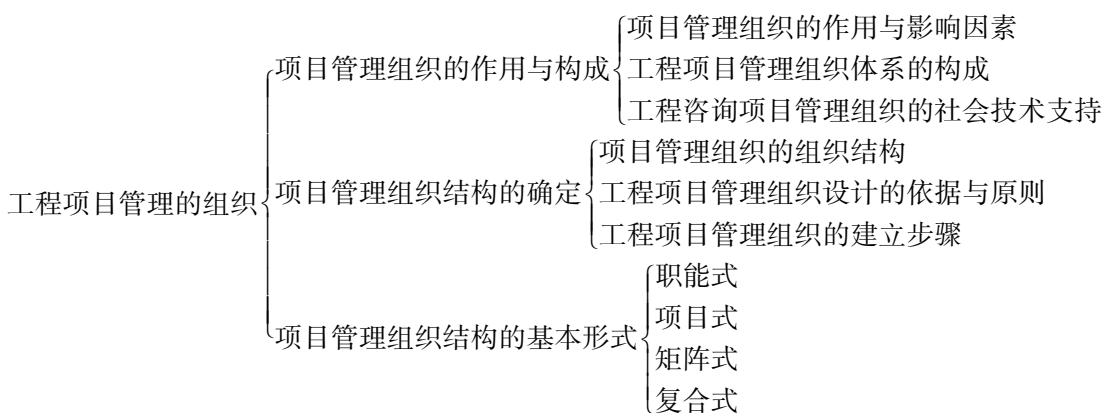 工程项目管理的组织
项目管理组织的作用与构成
项目管理组织的作用与影响因素
工程项目管理组织体系的构成
工程咨询项目管理组织的社会技术支持
项目管理组织结构的确定
项目管理组织的组织结构
工程项目管理组织设计的依据与原则
工程项目管理组织的建立步骤
项目管理组织结构的基本形式
职能式
项目式
矩阵式
复合式